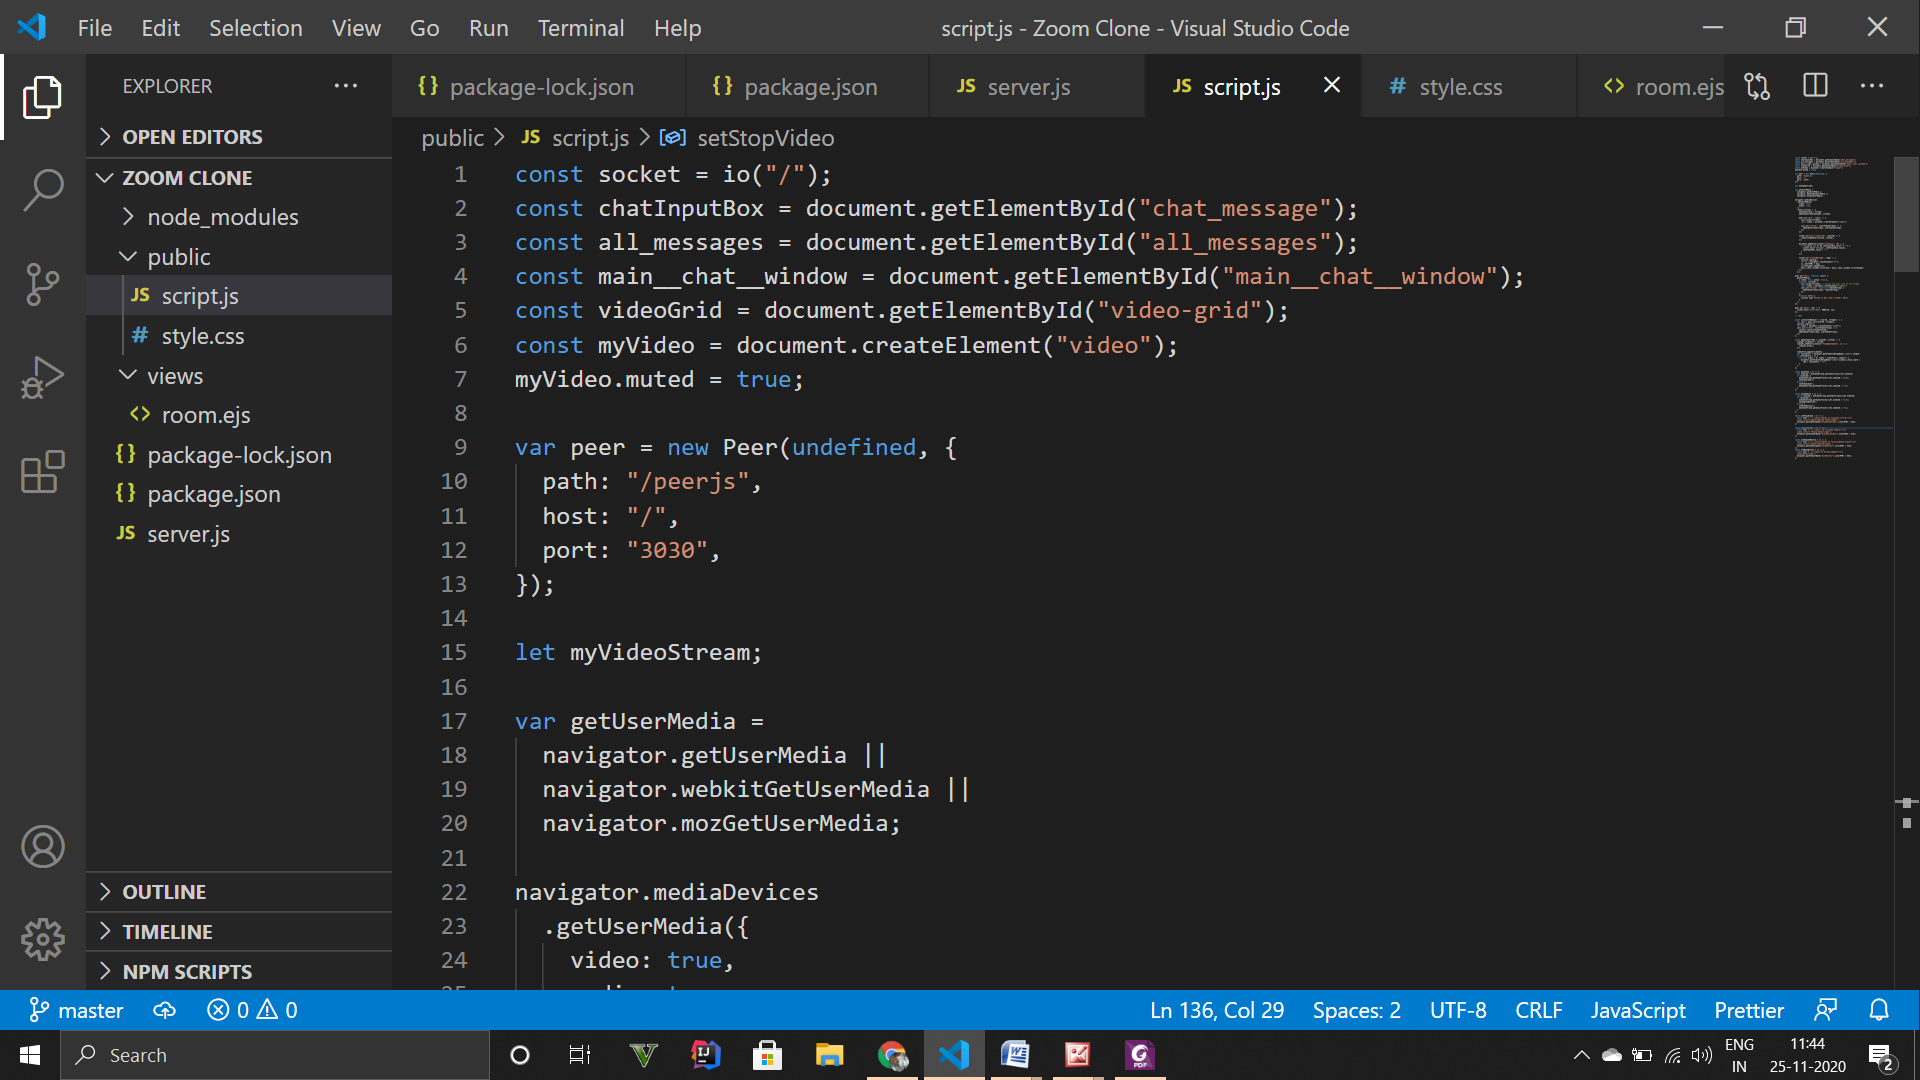 File Edit Selection View Go Run Terminal Help
script.js - Zoom Clone - Visual Studio Code
EXPLORER
OPEN EDITORS
ZOOM CLONE
node_modules
public
JS script.js
# style.css
views
<> room.ejs
{} package-lock.json
{} package.json
JS server.js
OUTLINE
TIMELINE
NPM SCRIPTS
{} package-lock.json {} package.json JS server.js JS script.js # style.css <> room.ejs
public > JS script.js > setStopVideo
1 const socket = io("/");
2 const chatInputBox = document.getElementById("chat_message");
3 const all_messages = document.getElementById("all_messages");
4 const main__chat__window = document.getElementById("main__chat__window");
5 const videoGrid = document.getElementById("video-grid");
6 const myVideo = document.createElement("video");
7 myVideo.muted = true;
8
9 var peer = new Peer(undefined, {
10 path: "/peerjs",
11 host: "/",
12 port: "3030",
13 });
14
15 let myVideoStream;
16
17 var getUserMedia =
18 navigator.getUserMedia ||
19 navigator.webkitGetUserMedia ||
20 navigator.mozGetUserMedia;
21
22 navigator.mediaDevices
23 .getUserMedia({
24 video: true,
master 0 0 Ln 136, Col 29 Spaces: 2 UTF-8 CRLF JavaScript Prettier
Search
ENG
IN
11:44
25-11-2020
2